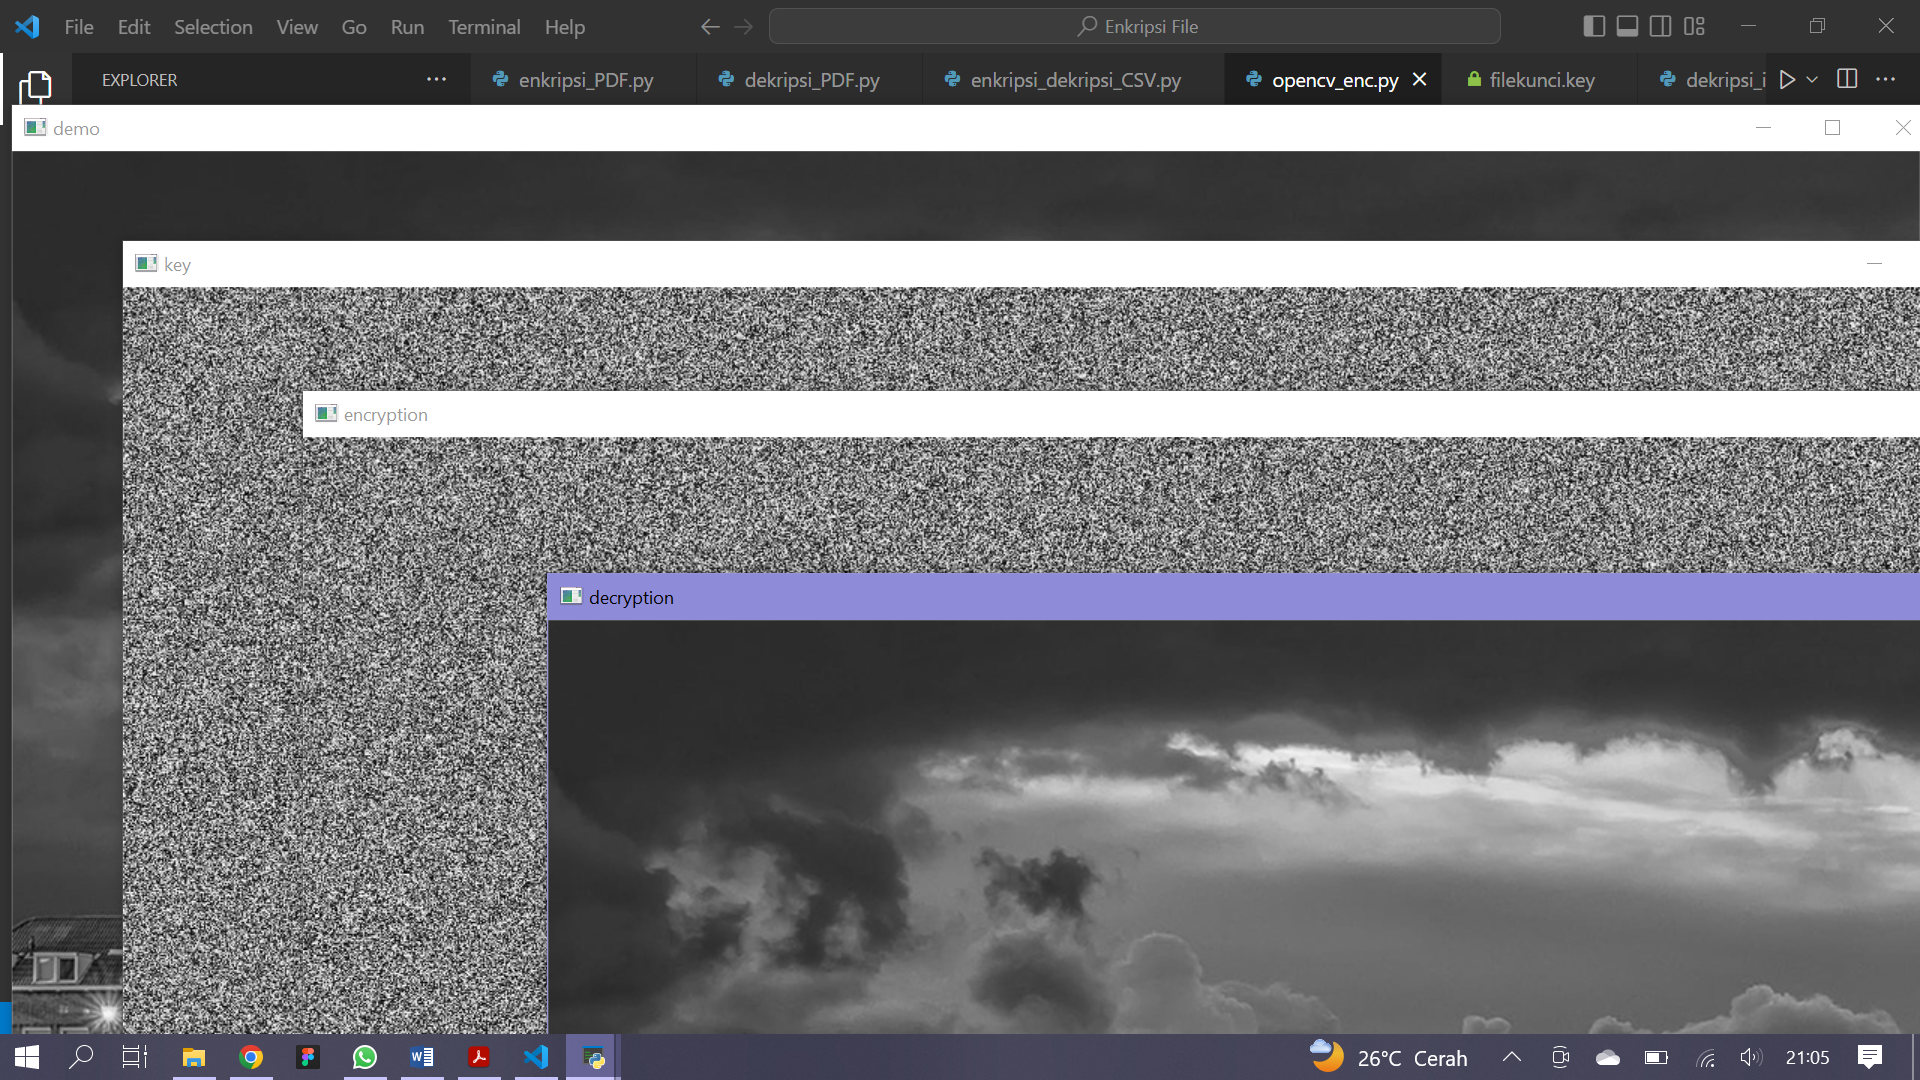 File Edit Selection View Go Run Terminal Help
Enkripsi File
EXPLORER
enkripsi_PDF.py
dekripsi_PDF.py
enkripsi_dekripsi_CSV.py
opencv_enc.py
filekunci.key
dekripsi_i
demo
key
encryption
decryption
26°C Cerah
21:05